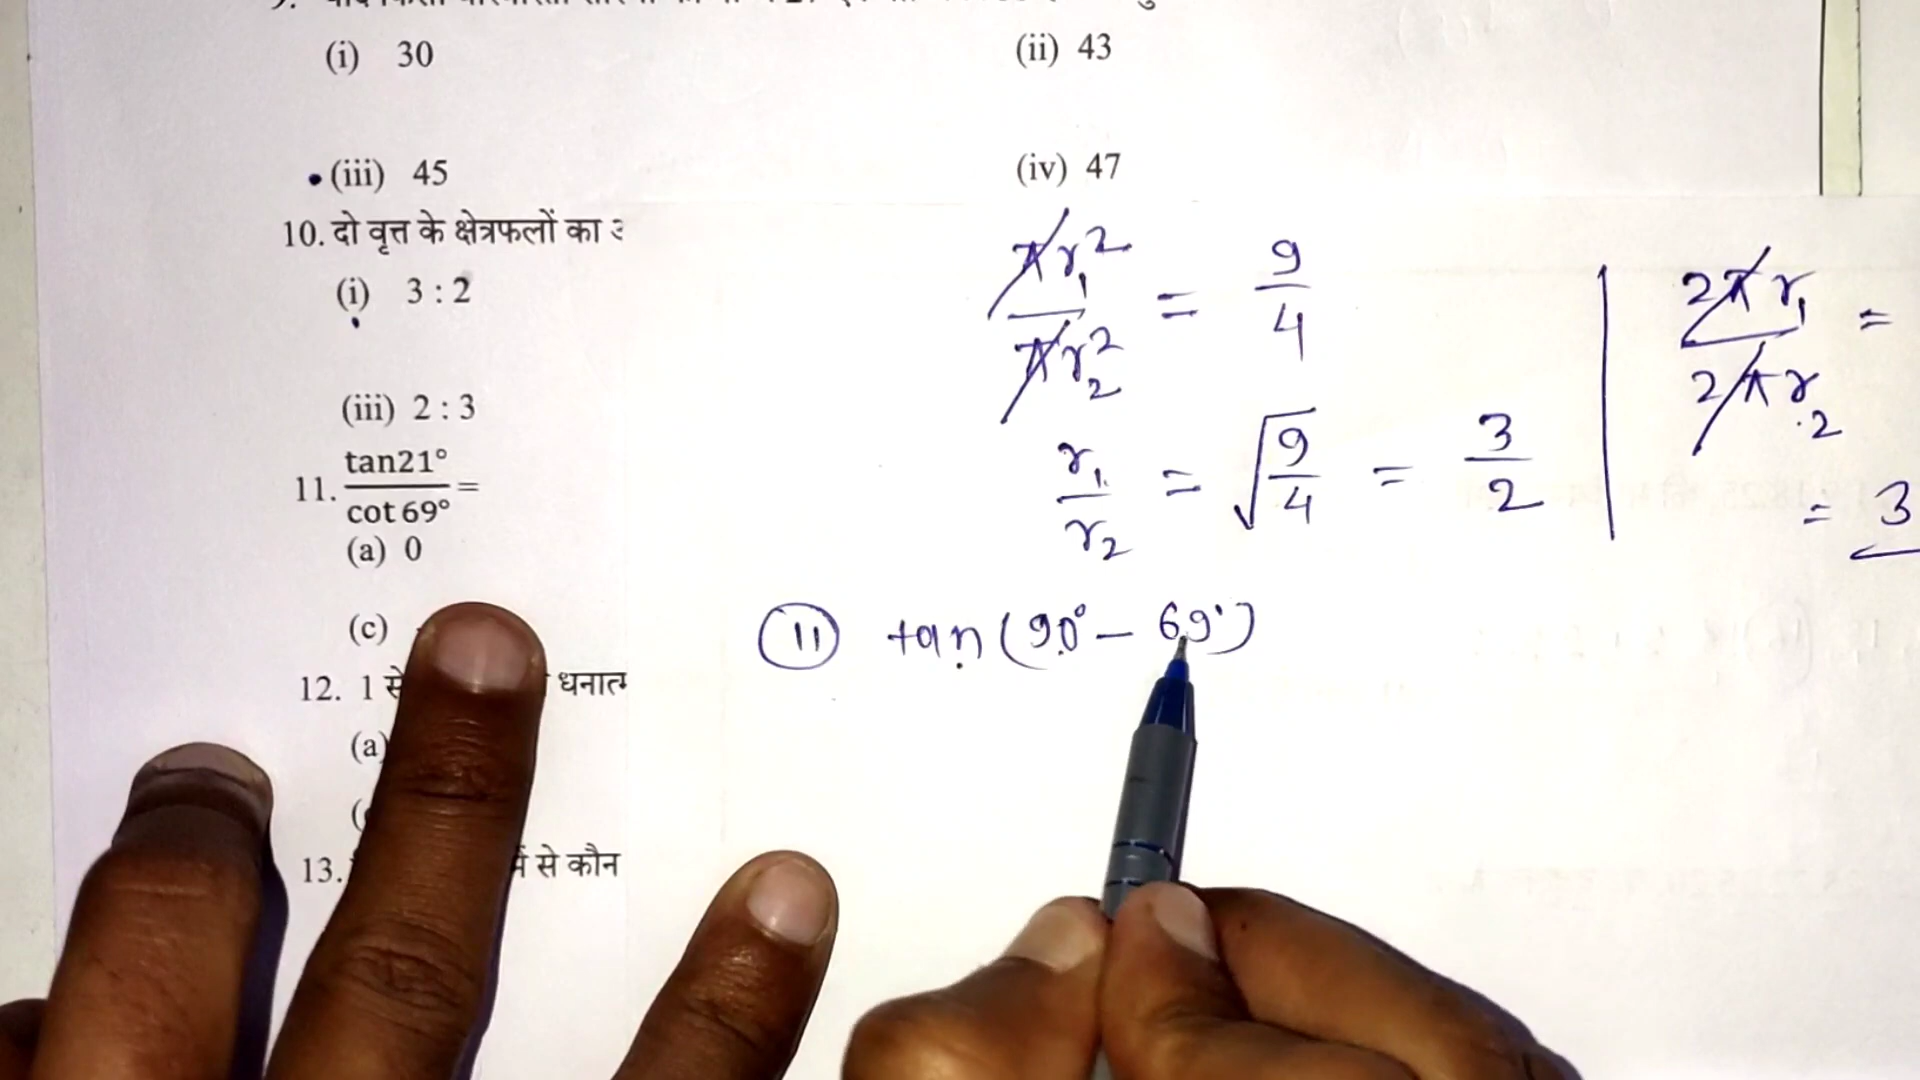 9.
(i) 30 (ii) 43
(iii) 45 (iv) 47
10. दो वृत्त के क्षेत्रफलों का
(i) 3 : 2
(iii) 2 : 3
11. tan21° / cot69° =
(a) 0
(c)
12. 1 से धनात्
(a)
13. में से कौन
πr₁² / πr₂² = 9/4
r₁/r₂ = √(9/4) = 3/2
2πr₁ / 2πr₂ =
= 3
11 tan (90° – 69°)